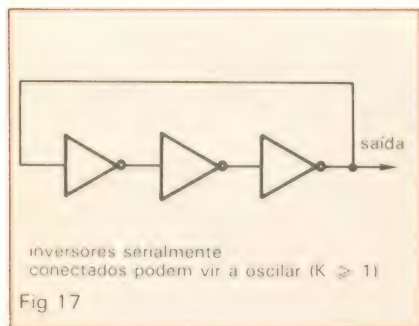 saída
inversores serialmente
conectados podem vir a oscilar (K ⩾ 1)
Fig 17